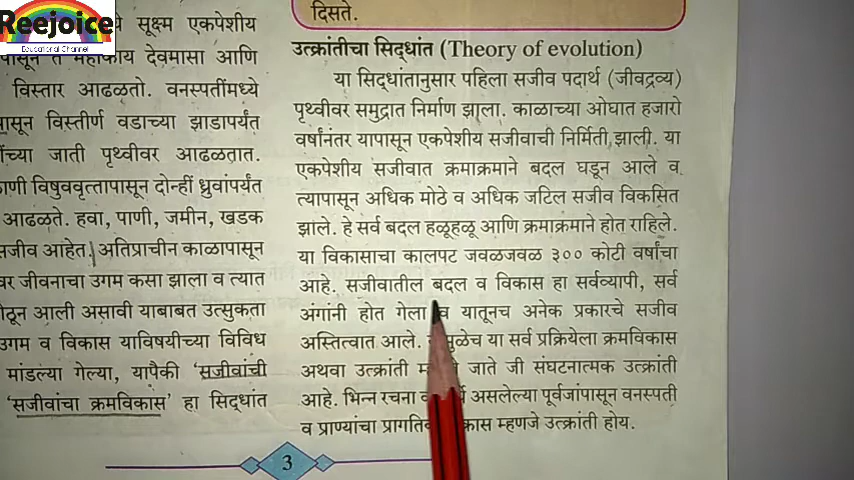 Reejoice
Educational Channel
सूक्ष्म एकपेशीय
महाकाय देवमासा आणि
विस्तार आढळतो. वनस्पतींमध्ये
पासून विस्तीर्ण वडाच्या झाडापर्यंत
च्या जाती पृथ्वीवर आढळतात.
विषुववृत्तापासून दोन्हीं ध्रुवांपर्यंत
आढळते. हवा, पाणी, जमीन, खडक
सजीव आहेत. अतिप्राचीन काळापासून
वर जीवनाचा उगम कसा झाला व त्यात
ठून आली असावी याबाबत उत्सुकता
उगम व विकास याविषयीच्या विविध
मांडल्या गेल्या, यापैकी ‘सजीवांची
‘सजीवांचा क्रमविकास’ हा सिद्धांत
दिसते.
उत्क्रांतीचा सिद्धांत (Theory of evolution)
या सिद्धांतानुसार पहिला सजीव पदार्थ (जीवद्रव्य)
पृथ्वीवर समुद्रात निर्माण झाला. काळाच्या ओघात हजारो
वर्षांनंतर यापासून एकपेशीय सजीवाची निर्मिती झाली. या
एकपेशीय सजीवात क्रमाक्रमाने बदल घडून आले व
त्यापासून अधिक मोठे व अधिक जटिल सजीव विकसित
झाले. हे सर्व बदल हळूहळू आणि क्रमाक्रमाने होत राहिले.
या विकासाचा कालपट जवळजवळ ३०० कोटी वर्षांचा
आहे. सजीवातील बदल व विकास हा सर्वव्यापी, सर्व
अंगांनी होत गेला व यातूनच अनेक प्रकारचे सजीव
अस्तित्वात आले. या सर्व प्रक्रियेला क्रमविकास
अथवा उत्क्रांती जाते जी संघटनात्मक उत्क्रांती
आहे. भिन्न रचना व असलेल्या पूर्वजांपासून वनस्पती
व प्राण्यांचा म्हणजे उत्क्रांती होय.
3